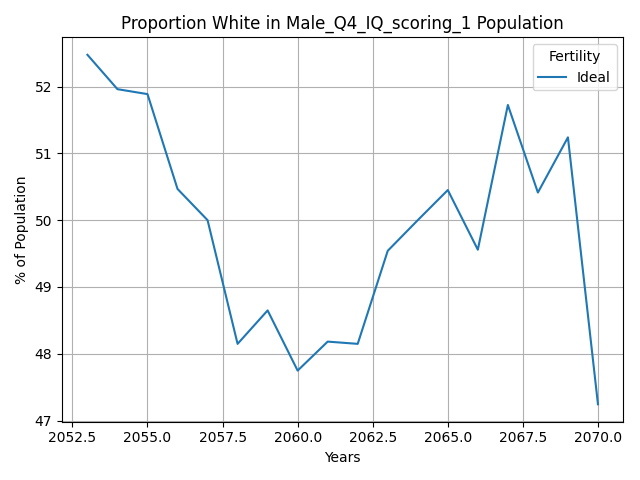 Proportion White in Male_Q4_IQ_scoring_1 Population
Fertility
Ideal
52
51
50
49
48
47
% of Population
2052.5 2055.0 2057.5 2060.0 2062.5 2065.0 2067.5 2070.0
Years